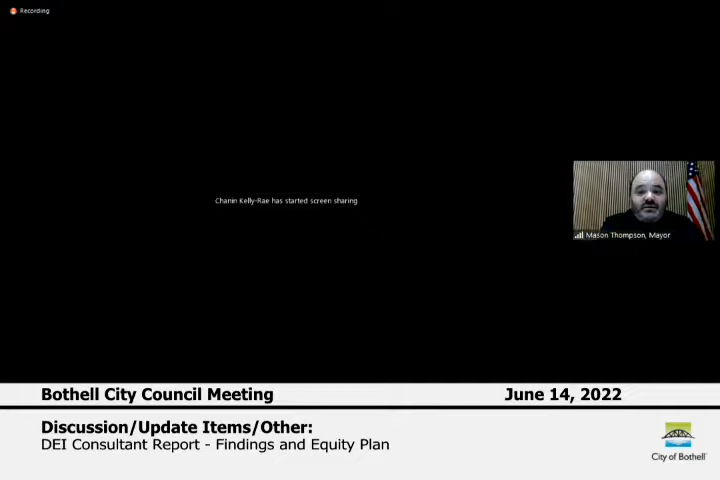 Recording
Chanin Kelly-Rae has started screen sharing
Mason Thompson, Mayor
Bothell City Council Meeting
June 14, 2022
Discussion/Update Items/Other:
DEI Consultant Report - Findings and Equity Plan
City of Bothell